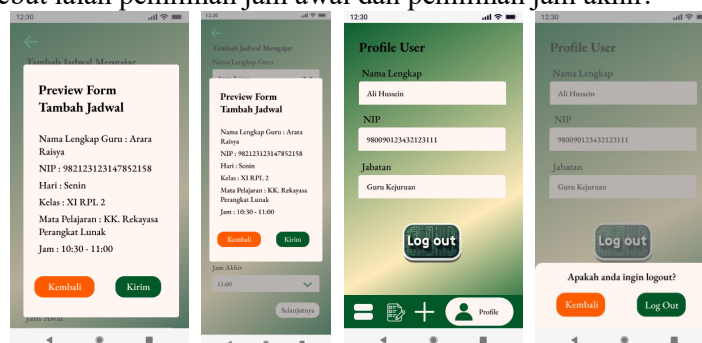 but ialah pemilihan jam awal dan pemilihan jam akhir.
12:30
Tambah Jadwal Mengajar
Preview Form
Tambah Jadwal
Nama Lengkap Guru : Arara
Raisya
NIP : 982123123147852158
Hari : Senin
Kelas : XI RPL 2
Mata Pelajaran : KK. Rekayasa
Perangkat Lunak
Jam : 10:30 - 11:00
Kembali
Kirim
Jam Awal
12:30
Tambah Jadwal Mengajar
Nama Lengkap Guru
Preview Form
Tambah Jadwal
Nama Lengkap Guru : Arara
Raisya
NIP : 982123123147852158
Hari : Senin
Kelas : XI RPL 2
Mata Pelajaran : KK. Rekayasa
Perangkat Lunak
Jam : 10:30 - 11:00
Kembali
Kirim
Jam Akhir
11:00
Selanjutnya
12:30
Profile User
Nama Lengkap
Ali Hussein
NIP
980090123432123111
Jabatan
Guru Kejuruan
Log out
Profile
12:30
Profile User
Nama Lengkap
Ali Hussein
NIP
980090123432123111
Jabatan
Guru Kejuruan
Log out
Apakah anda ingin logout?
Kembali
Log Out